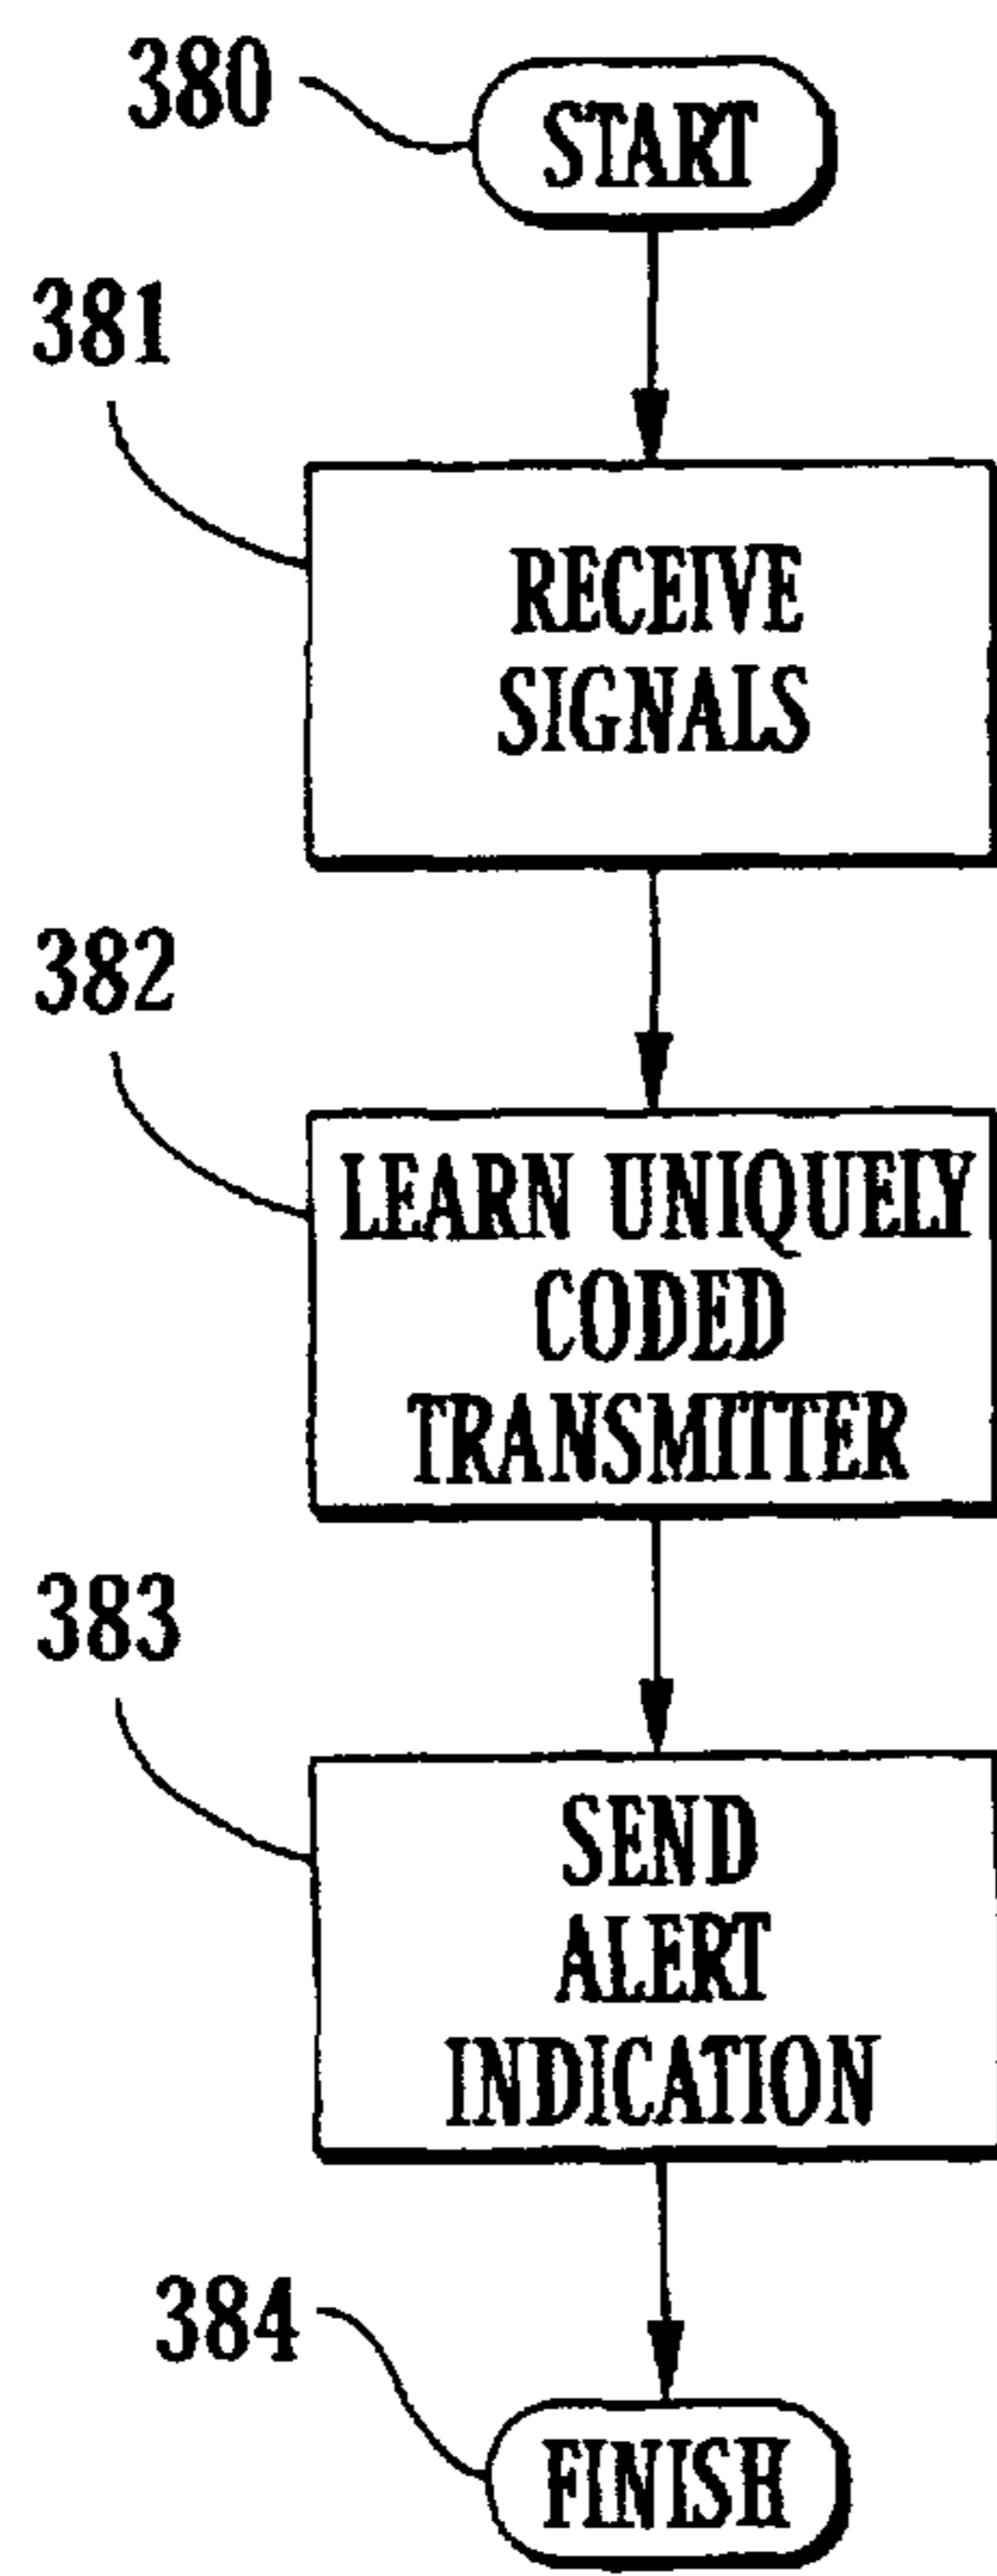 380
START
381
RECEIVE
SIGNALS
382
LEARN UNIQUELY
CODED
TRANSMITTER
383
SEND
ALERT
INDICATION
384
FINISH